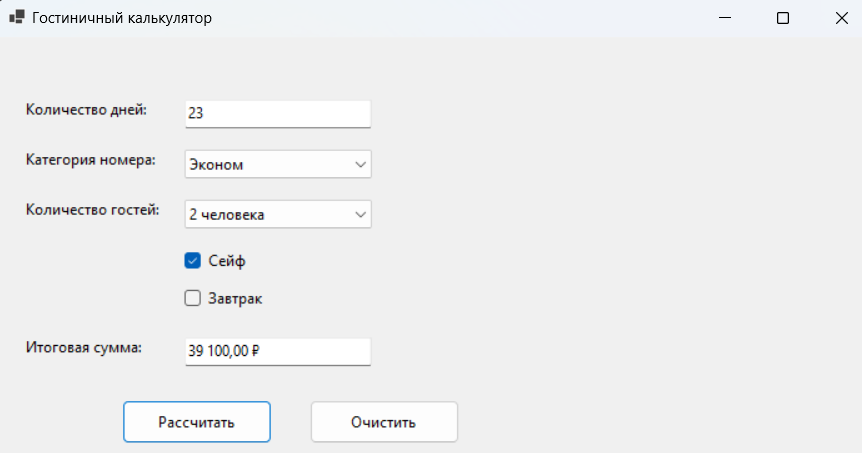 Гостиничный калькулятор
Количество дней: 23
Категория номера: Эконом
Количество гостей: 2 человека
Сейф
Завтрак
Итоговая сумма: 39 100,00 ₽
Рассчитать Очистить